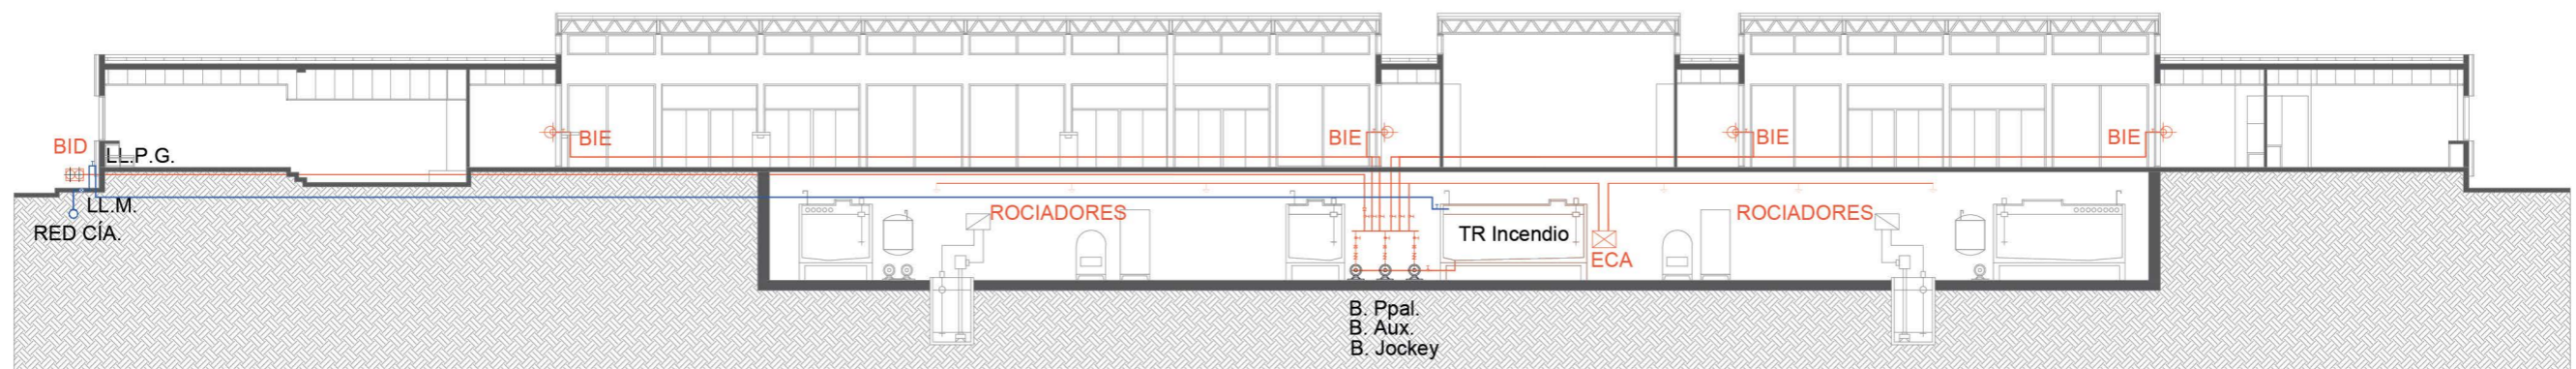 BID
LL.P.G.
BIE
BIE
BIE
BIE
LL.M.
RED CÍA.
ROCIADORES
ROCIADORES
TR Incendio
ECA
B. Ppal.
B. Aux.
B. Jockey